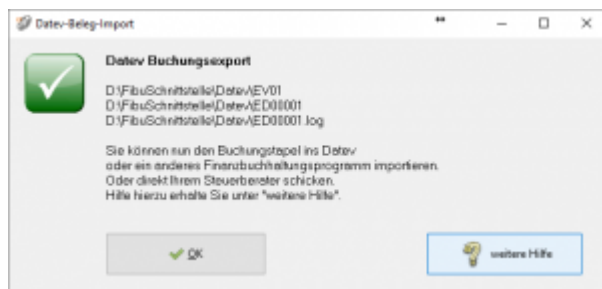 Datev-Beleg-Import
Datev Buchungsexport
D:\FibuSchnittstelle\Datev\EV01
D:\FibuSchnittstelle\Datev\ED00001
D:\FibuSchnittstelle\Datev\ED00001.log
Sie können nun den Buchungstapel ins Datev
oder ein anderes Finanzbuchhaltungsprogramm importieren.
Oder direkt Ihrem Steuerberater schicken.
Hilfe hierzu erhalte Sie unter "weitere Hilfe".
OK
weitere Hilfe